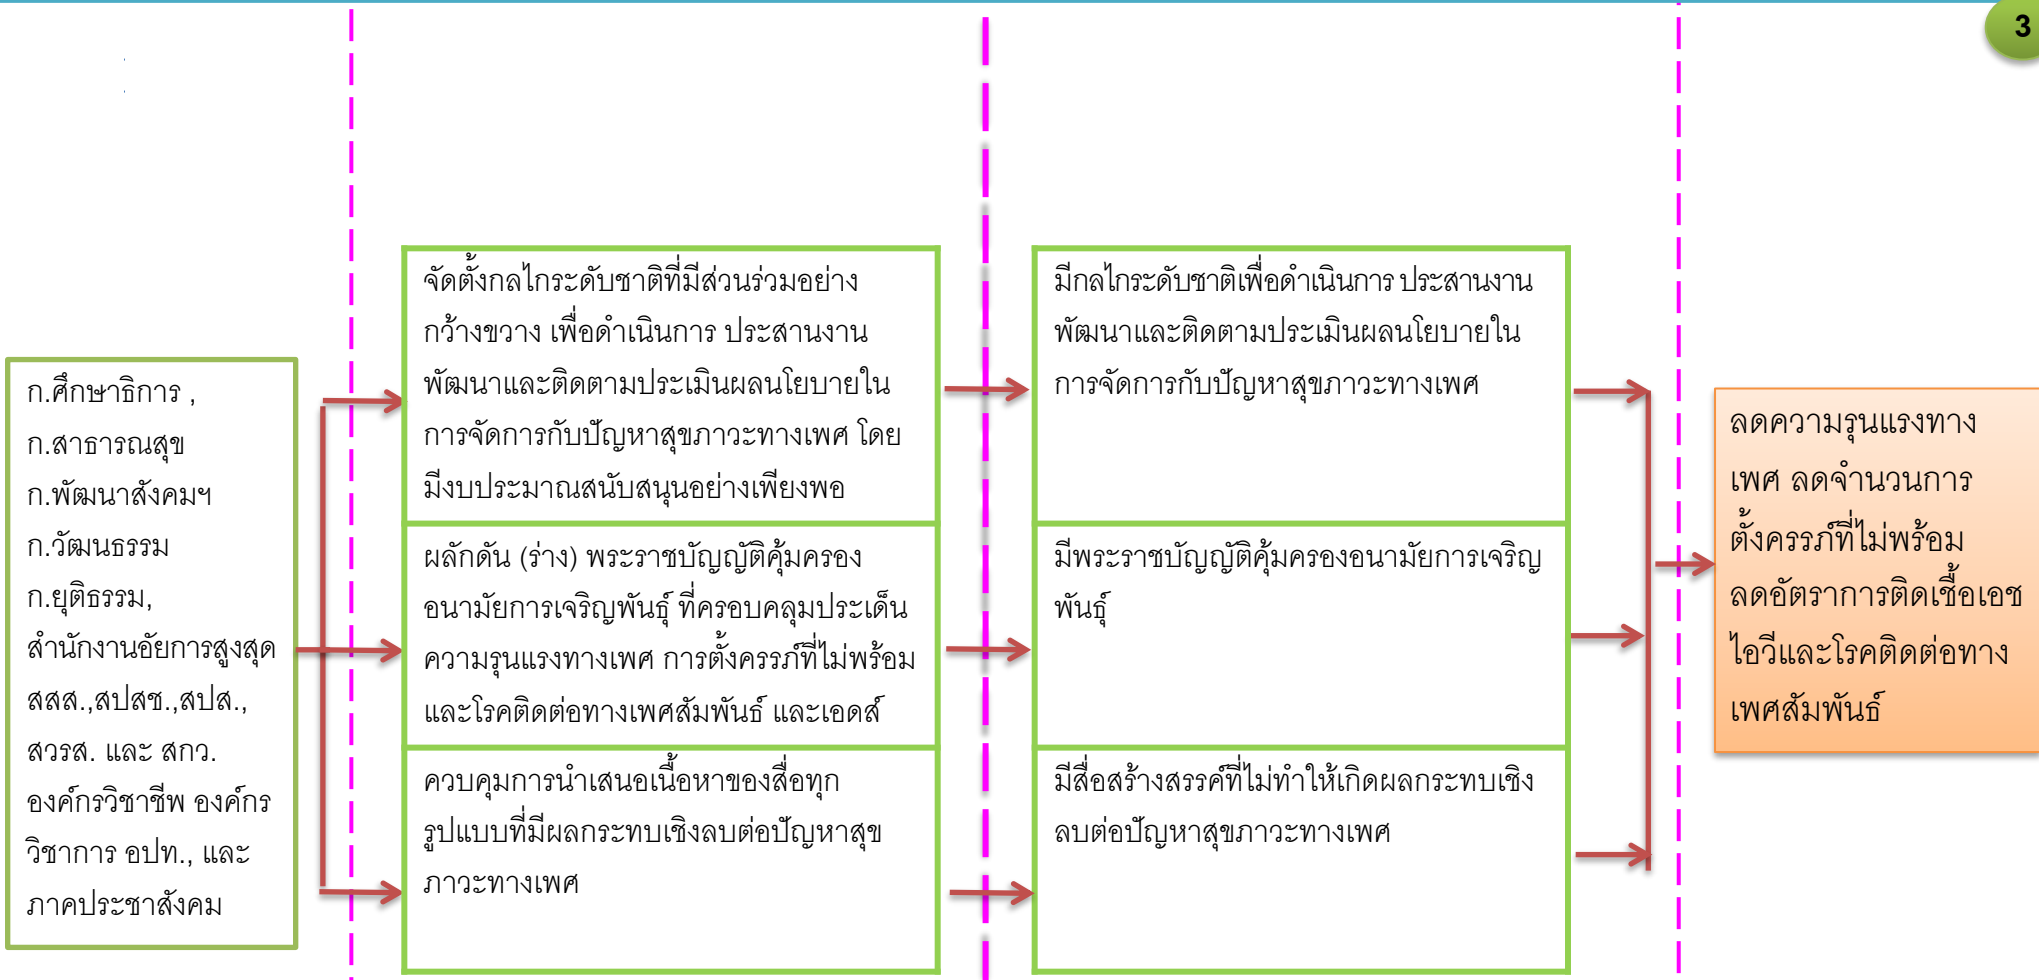 3
ก.ศึกษาธิการ ,
ก.สาธารณสุข
ก.พัฒนาสังคมฯ
ก.วัฒนธรรม
ก.ยุติธรรม,
สำนักงานอัยการสูงสุด
สสส.,สปสช.,สปส.,
สวรส. และ สกว.
องค์กรวิชาชีพ องค์กร
วิชาการ อปท., และ
ภาคประชาสังคม
จัดตั้งกลไกระดับชาติที่มีส่วนร่วมอย่าง
กว้างขวาง เพื่อดำเนินการ ประสานงาน
พัฒนาและติดตามประเมินผลนโยบายใน
การจัดการกับปัญหาสุขภาวะทางเพศ โดย
มีงบประมาณสนับสนุนอย่างเพียงพอ
ผลักดัน (ร่าง) พระราชบัญญัติคุ้มครอง
อนามัยการเจริญพันธุ์ ที่ครอบคลุมประเด็น
ความรุนแรงทางเพศ การตั้งครรภ์ที่ไม่พร้อม
และโรคติดต่อทางเพศสัมพันธ์ และเอดส์
ควบคุมการนำเสนอเนื้อหาของสื่อทุก
รูปแบบที่มีผลกระทบเชิงลบต่อปัญหาสุข
ภาวะทางเพศ
มีกลไกระดับชาติเพื่อดำเนินการ ประสานงาน
พัฒนาและติดตามประเมินผลนโยบายใน
การจัดการกับปัญหาสุขภาวะทางเพศ
มีพระราชบัญญัติคุ้มครองอนามัยการเจริญ
พันธุ์
มีสื่อสร้างสรรค์ที่ไม่ทำให้เกิดผลกระทบเชิง
ลบต่อปัญหาสุขภาวะทางเพศ
ลดความรุนแรงทาง
เพศ ลดจำนวนการ
ตั้งครรภ์ที่ไม่พร้อม
ลดอัตราการติดเชื้อเอช
ไอวีและโรคติดต่อทาง
เพศสัมพันธ์